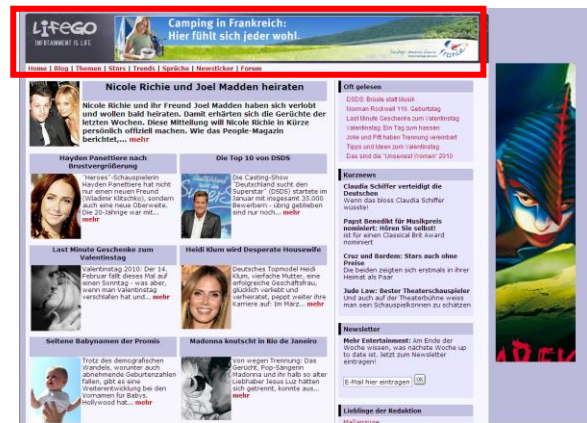 LifeGO
INFOTAINMENT IS LIFE
Camping in Frankreich:
Hier fühlt sich jeder wohl.
Home | Blog | Themen | Stars | Trends | Sprüche | Newsticker | Forum
Nicole Richie und Joel Madden heiraten
Nicole Richie und ihr Freund Joel Madden haben sich verlobt
und wollen bald heiraten. Damit erhärten sich die Gerüchte der
letzten Wochen. Diese Mitteilung will Nicole Richie in Kürze
persönlich offiziell machen. Wie das People-Magazin
berichtet,... mehr
Hayden Panettiere nach
Brustvergrößerung
"Heroes"-Schauspielerin
Hayden Panettiere hat nicht
nur einen neuen Freund
(Wladimir Klitschko), sondern
auch eine neue Oberweite.
Die 20-Jährige war mit...
mehr
Die Top 10 von DSDS
Die Casting-Show
"Deutschland sucht den
Superstar" (DSDS) startete im
Januar mit insgesamt 35.000
Bewerbern - übrig geblieben
sind nur noch... mehr
Last Minute Geschenke zum
Valentinstag
Valentinstag 2010: Der 14.
Februar fällt dieses Mal auf
einen Sonntag - was aber,
wenn man Valentinstag
verschlafen hat und... mehr
Heidi Klum wird Desperate Housewife
Deutsches Topmodel Heidi
Klum, vierfache Mutter, eine
erfolgreiche Geschäftsfrau,
glücklich verliebt und
verheiratet, peppt weiter ihre
Karriere auf: Im März... mehr
Seltene Babynamen der Promis
Trotz des demografischen
Wandels, worunter auch
abnehmende Geburtenzahlen
fallen, gibt es eine
Weiterentwicklung bei den
Vornamen für Babys.
Hollywood hat... mehr
Madonna knutscht in Rio de Janeiro
Von wegen Trennung: Das
Gerücht, Pop-Sängerin
Madonna und ihr halb so alter
Liebhaber Jesus Luz hätten
sich getrennt, konnte aus...
mehr
Oft gelesen
DSDS: Brüste statt Musik
Norman Rockwell 115. Geburtstag
Last Minute Geschenke zum Valentinstag
Valentinstag: Ein Tag zum hassen
Jolie und Pitt haben Trennung vereinbart
Tipps und Ideen zum Valentinstag
Das sind die 'Unsexiest Women' 2010
Kurznews
Claudia Schiffer verteidigt die
Deutschen
Wenn das bloss Claudia Schiffer
wüsste!
Papst Benedikt für Musikpreis
nominiert: Hören Sie selbst!
ist für einen Classical Brit Award
nominiert
Cruz und Bardem: Stars auch ohne
Preise
Die beiden zeigten sich erstmals in ihrer
Heimat als Paar
Jude Law: Bester Theaterschauspieler
Und auch auf der Theaterbühne weiss
man sein Schauspielkonnen zu schätzen
Newsletter
Mehr Entertainment: Am Ende der
Woche wissen, was nächste Woche up
to date ist. Jetzt zum Newsletter
eintragen!
E-Mail hier eintragen OK
Lieblinge der Redaktion